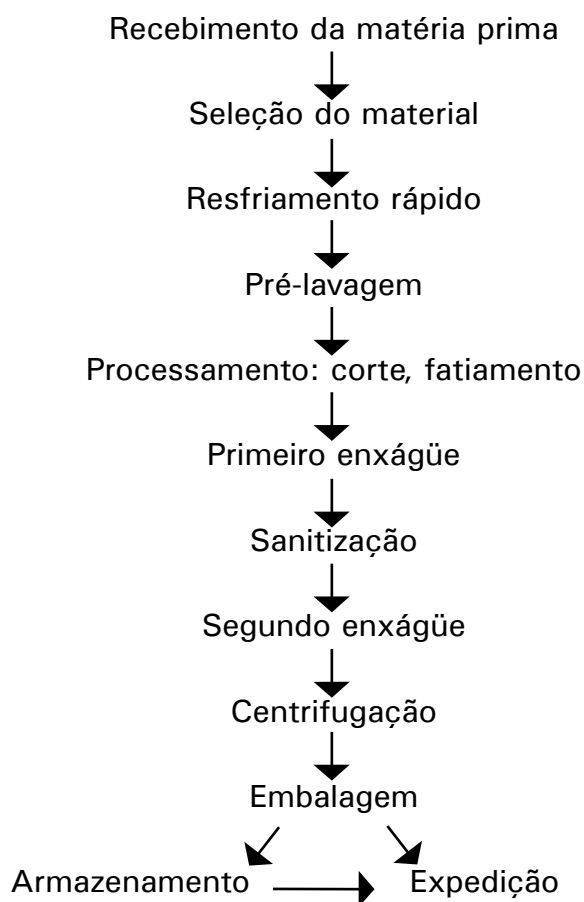 Recebimento da matéria prima
Seleção do material
Resfriamento rápido
Pré-lavagem
Processamento: corte, fatiamento
Primeiro enxágüe
Sanitização
Segundo enxágüe
Centrifugação
Embalagem
Armazenamento Expedição